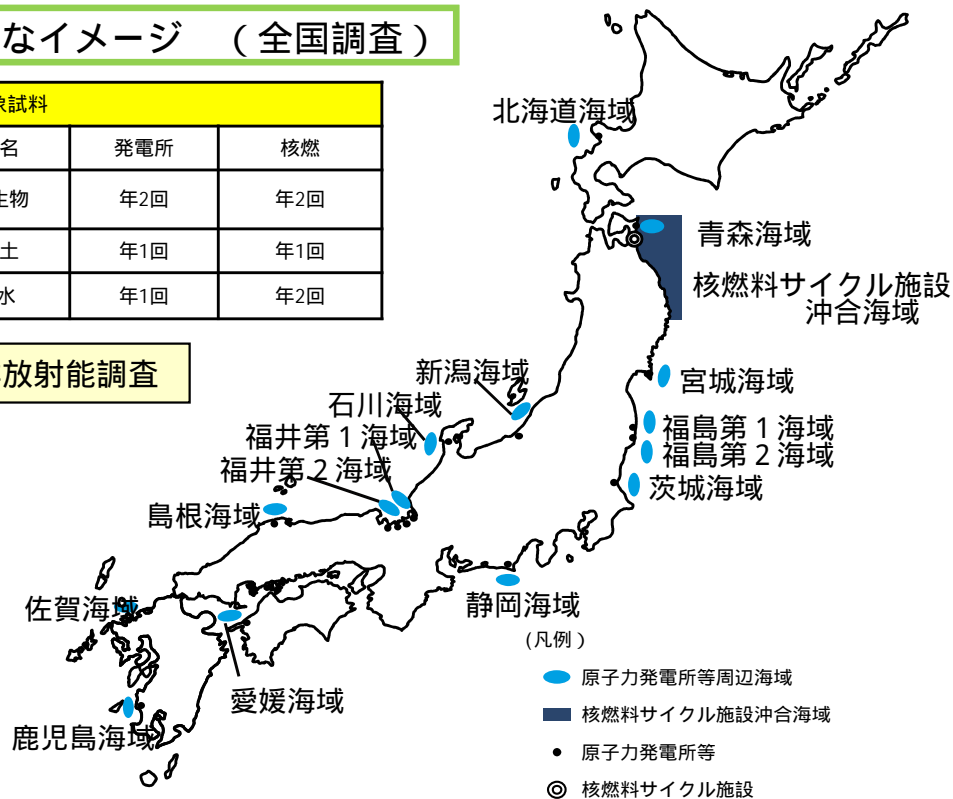 なイメージ （全国調査）
象試料
名 発電所 核燃
生物 年2回 年2回
土 年1回 年1回
水 年1回 年2回
放射能調査
北海道海域
青森海域
核燃料サイクル施設
沖合海域
新潟海域
宮城海域
石川海域
福井第１海域
福島第１海域
福井第２海域
福島第２海域
茨城海域
島根海域
佐賀海域
静岡海域
愛媛海域
鹿児島海域
（凡例）
原子力発電所等周辺海域
核燃料サイクル施設沖合海域
原子力発電所等
核燃料サイクル施設